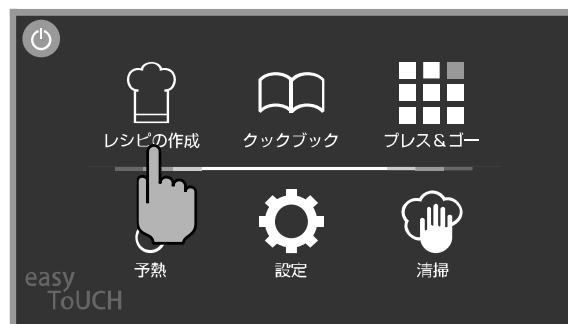 レシピの作成
クックブック
プレス＆ゴー
予熱
設定
清掃
easy
ToUCH